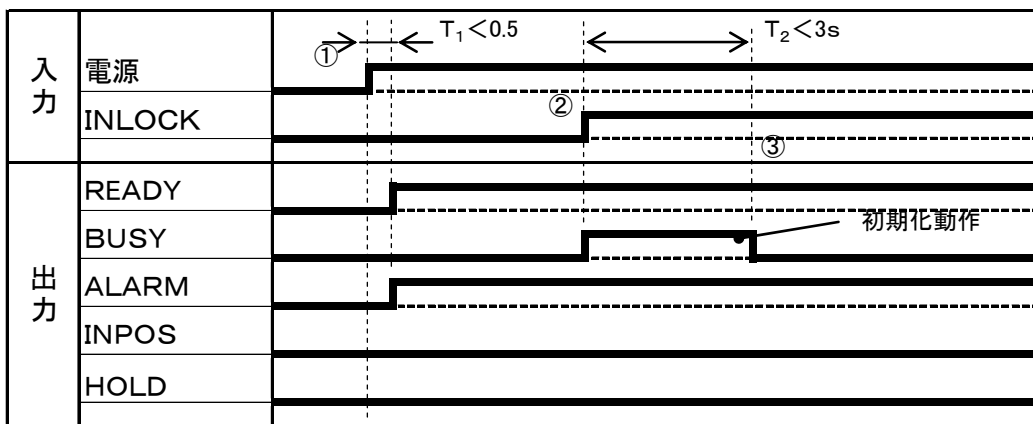 ① T₁<0.5 T₂<3s
入力
電源
②
INLOCK
③
出力
READY
BUSY 初期化動作
ALARM
INPOS
HOLD